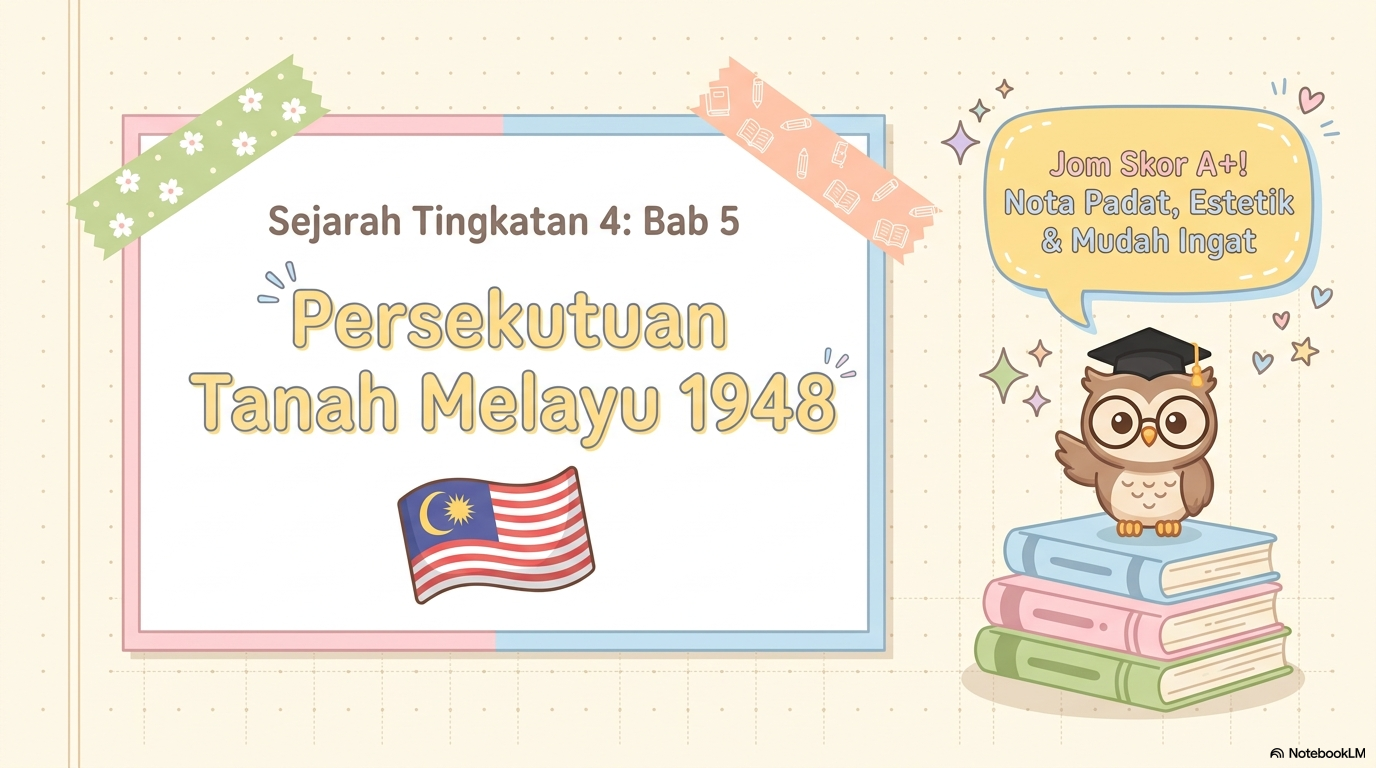 Sejarah Tingkatan 4: Bab 5
Persekutuan
Tanah Melayu 1948
Jom Skor A+!
Nota Padat, Estetik
& Mudah Ingat
NotebookLM